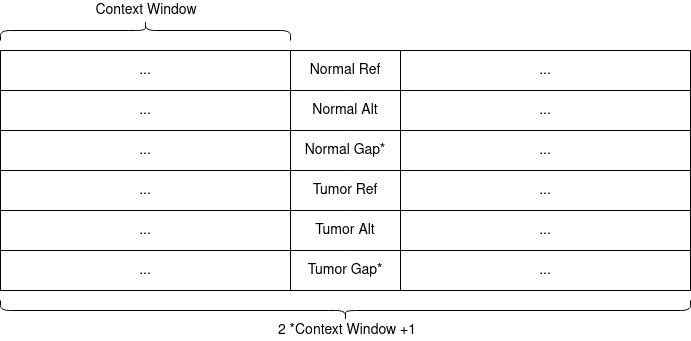 Context Window
... Normal Ref ...
... Normal Alt ...
... Normal Gap* ...
... Tumor Ref ...
... Tumor Alt ...
... Tumor Gap* ...
2 *Context Window +1